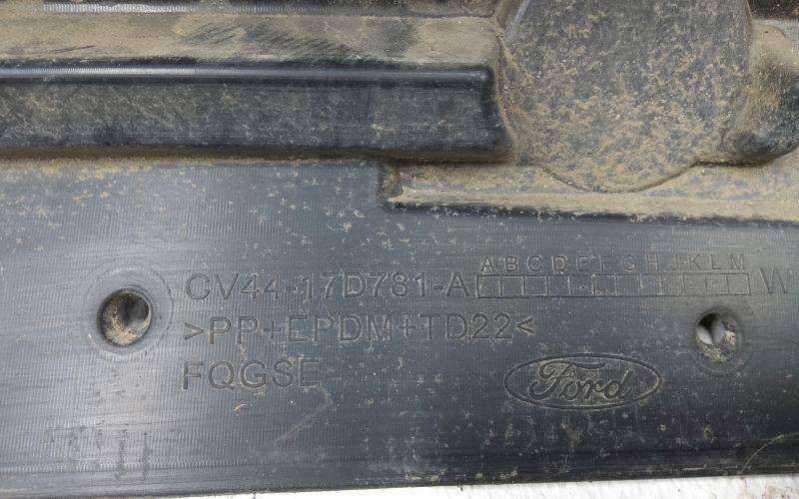 A B C D E F G H J K L M
CV44-17D781-A W
>PP+EPDM+TD22<
FQGSE
Ford